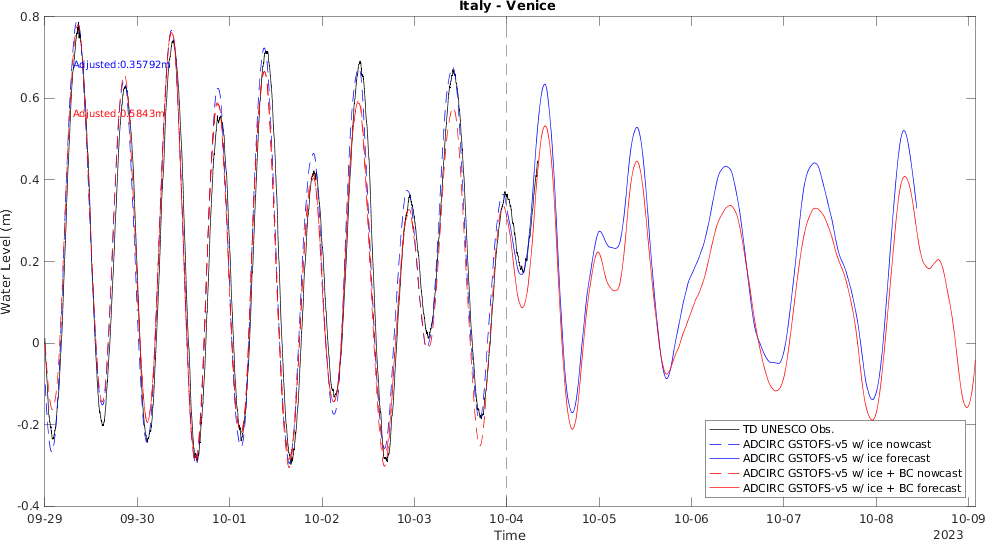 Italy - Venice
0.8
0.6
0.4
0.2
0
-0.2
-0.4
Water Level (m)
Adjusted:0.35792m
Adjusted:0.5843m
TD UNESCO Obs.
ADCIRC GSTOFS-v5 w/ ice nowcast
ADCIRC GSTOFS-v5 w/ ice forecast
ADCIRC GSTOFS-v5 w/ ice + BC nowcast
ADCIRC GSTOFS-v5 w/ ice + BC forecast
09-29 09-30 10-01 10-02 10-03 10-04 10-05 10-06 10-07 10-08 10-09
Time
2023